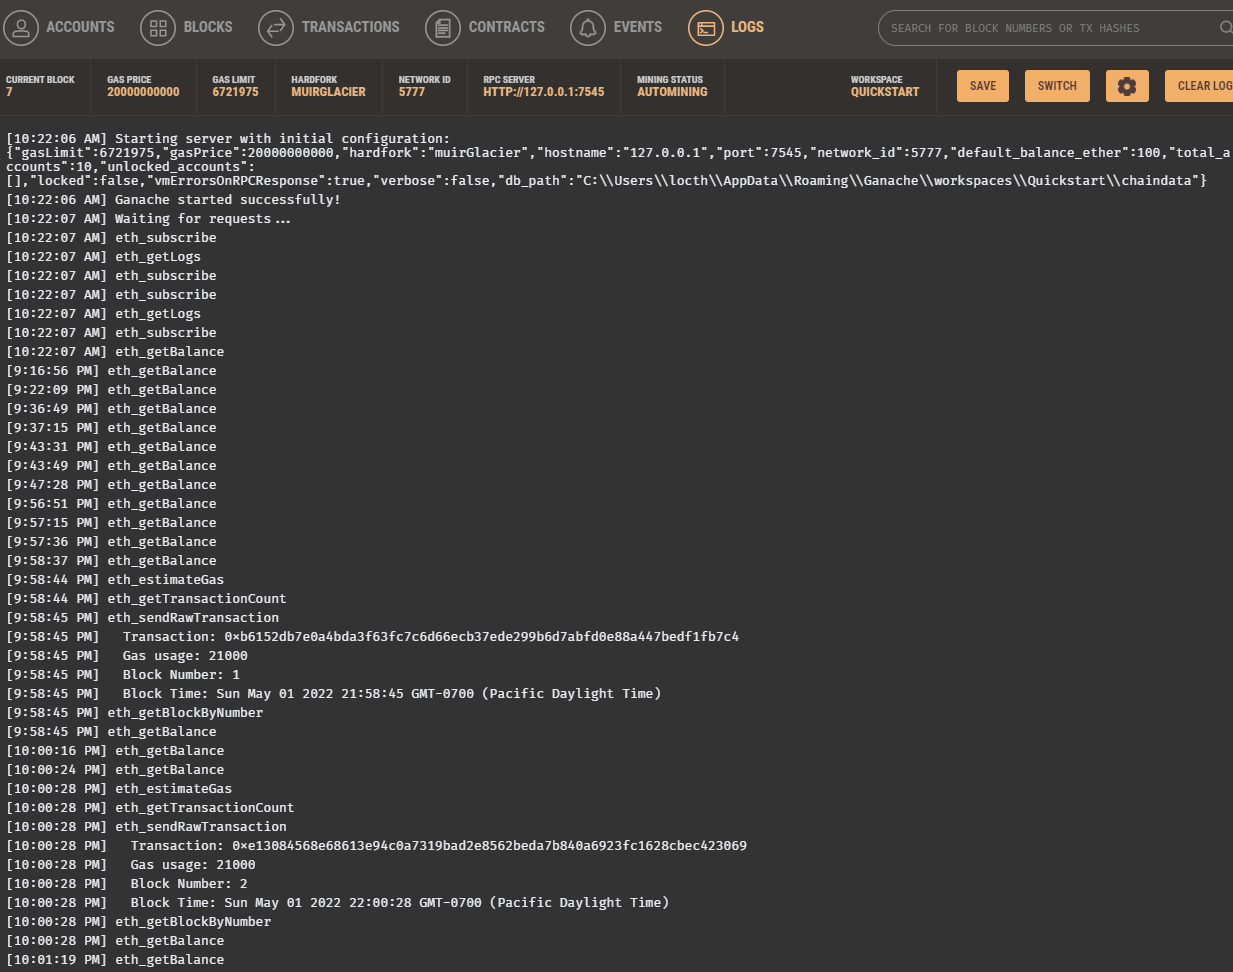 ACCOUNTS BLOCKS TRANSACTIONS CONTRACTS EVENTS LOGS SEARCH FOR BLOCK NUMBERS OR TX HASHES
CURRENT BLOCK GAS PRICE GAS LIMIT HARDFORK NETWORK ID RPC SERVER MINING STATUS WORKSPACE
7 20000000000 6721975 MUIRGLACIER 5777 HTTP://127.0.0.1:7545 AUTOMINING QUICKSTART SAVE SWITCH CLEAR LOG
[10:22:06 AM] Starting server with initial configuration:
{"gasLimit":6721975,"gasPrice":20000000000,"hardfork":"muirGlacier","hostname":"127.0.0.1","port":7545,"network_id":5777,"default_balance_ether":100,"total_a
ccounts":10,"unlocked_accounts":
[],"locked":false,"vmErrorsOnRPCResponse":true,"verbose":false,"db_path":"C:\\Users\\locth\\AppData\\Roaming\\Ganache\\workspaces\\Quickstart\\chaindata"}
[10:22:06 AM] Ganache started successfully!
[10:22:07 AM] Waiting for requests...
[10:22:07 AM] eth_subscribe
[10:22:07 AM] eth_getLogs
[10:22:07 AM] eth_subscribe
[10:22:07 AM] eth_subscribe
[10:22:07 AM] eth_getLogs
[10:22:07 AM] eth_subscribe
[10:22:07 AM] eth_getBalance
[9:16:56 PM] eth_getBalance
[9:22:09 PM] eth_getBalance
[9:36:49 PM] eth_getBalance
[9:37:15 PM] eth_getBalance
[9:43:31 PM] eth_getBalance
[9:43:49 PM] eth_getBalance
[9:47:28 PM] eth_getBalance
[9:56:51 PM] eth_getBalance
[9:57:15 PM] eth_getBalance
[9:57:36 PM] eth_getBalance
[9:58:37 PM] eth_getBalance
[9:58:44 PM] eth_estimateGas
[9:58:44 PM] eth_getTransactionCount
[9:58:45 PM] eth_sendRawTransaction
[9:58:45 PM]   Transaction: 0xb6152db7e0a4bda3f63fc7c6d66ecb37ede299b6d7abfd0e88a447bedf1fb7c4
[9:58:45 PM]   Gas usage: 21000
[9:58:45 PM]   Block Number: 1
[9:58:45 PM]   Block Time: Sun May 01 2022 21:58:45 GMT-0700 (Pacific Daylight Time)
[9:58:45 PM] eth_getBlockByNumber
[9:58:45 PM] eth_getBalance
[10:00:16 PM] eth_getBalance
[10:00:24 PM] eth_getBalance
[10:00:28 PM] eth_estimateGas
[10:00:28 PM] eth_getTransactionCount
[10:00:28 PM] eth_sendRawTransaction
[10:00:28 PM]   Transaction: 0xe13084568e68613e94c0a7319bad2e8562beda7b840a6923fc1628cbec423069
[10:00:28 PM]   Gas usage: 21000
[10:00:28 PM]   Block Number: 2
[10:00:28 PM]   Block Time: Sun May 01 2022 22:00:28 GMT-0700 (Pacific Daylight Time)
[10:00:28 PM] eth_getBlockByNumber
[10:00:28 PM] eth_getBalance
[10:01:19 PM] eth_getBalance